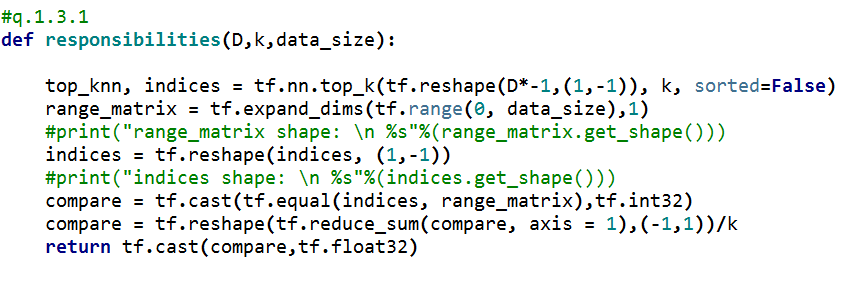 #q.1.3.1
def responsibilities(D,k,data_size):
    top_knn, indices = tf.nn.top_k(tf.reshape(D*-1,(1,-1)), k, sorted=False)
    range_matrix = tf.expand_dims(tf.range(0, data_size),1)
    #print("range_matrix shape: \n %s"%(range_matrix.get_shape()))
    indices = tf.reshape(indices, (1,-1))
    #print("indices shape: \n %s"%(indices.get_shape()))
    compare = tf.cast(tf.equal(indices, range_matrix),tf.int32)
    compare = tf.reshape(tf.reduce_sum(compare, axis = 1),(-1,1))/k
    return tf.cast(compare,tf.float32)